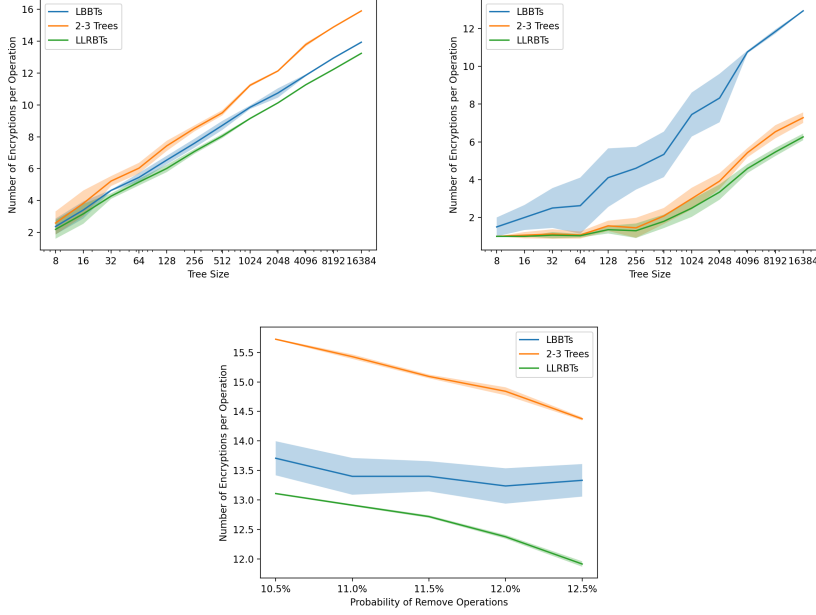 16
14
12
10
8
6
4
2
Number of Encryptions per Operation
LBBTs
2-3 Trees
LLRBTs
8 16 32 64 128 256 512 1024 2048 4096 8192 16384
Tree Size
12
10
8
6
4
2
Number of Encryptions per Operation
LBBTs
2-3 Trees
LLRBTs
8 16 32 64 128 256 512 1024 2048 4096 8192 16384
Tree Size
15.5
15.0
14.5
14.0
13.5
13.0
12.5
12.0
Number of Encryptions per Operation
LBBTs
2-3 Trees
LLRBTs
10.5% 11.0% 11.5% 12.0% 12.5%
Probability of Remove Operations